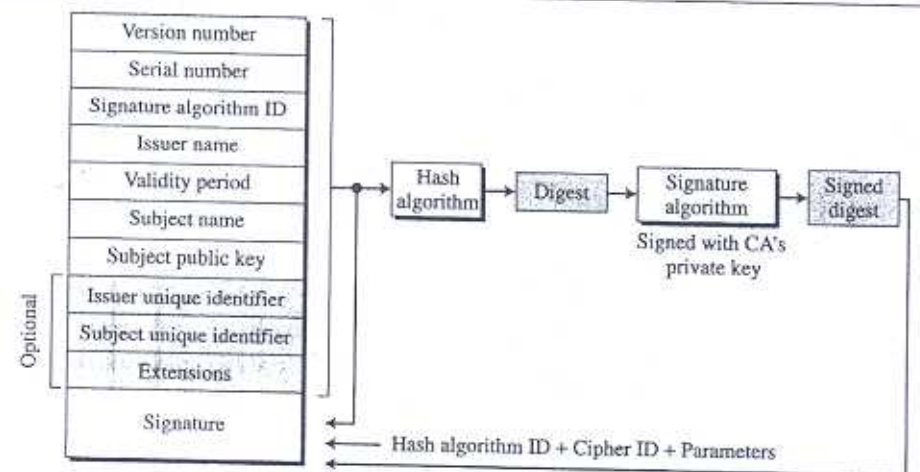 Version number
Serial number
Signature algorithm ID
Issuer name
Validity period
Subject name
Subject public key
Issuer unique identifier
Subject unique identifier
Extensions
Signature
Optional
Hash
algorithm
Digest
Signature
algorithm
Signed with CA's
private key
Signed
digest
Hash algorithm ID + Cipher ID + Parameters